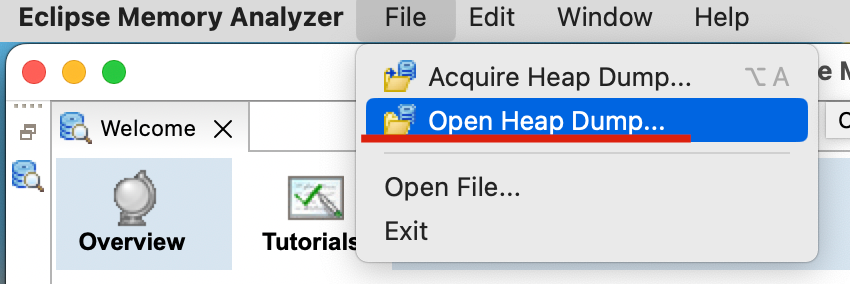 Eclipse Memory Analyzer File Edit Window Help
Acquire Heap Dump... ⌥ A
Open Heap Dump...
Welcome
Open File...
Exit
Overview
Tutorials